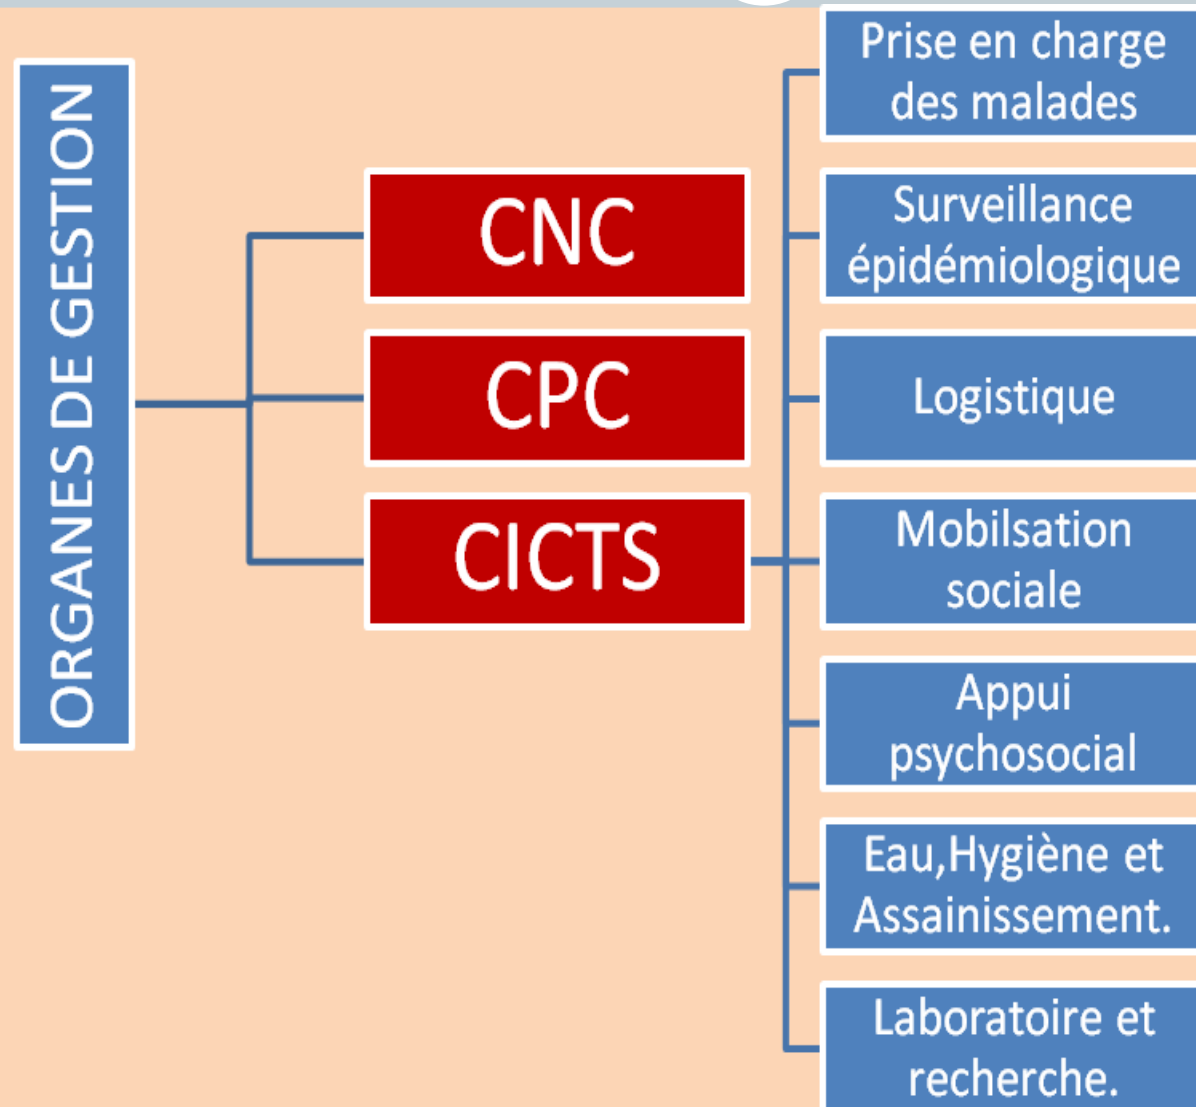 ORGANES DE GESTION
CNC
CPC
CICTS
Prise en charge
des malades
Surveillance
épidémiologique
Logistique
Mobilsation
sociale
Appui
psychosocial
Eau,Hygiène et
Assainissement.
Laboratoire et
recherche.